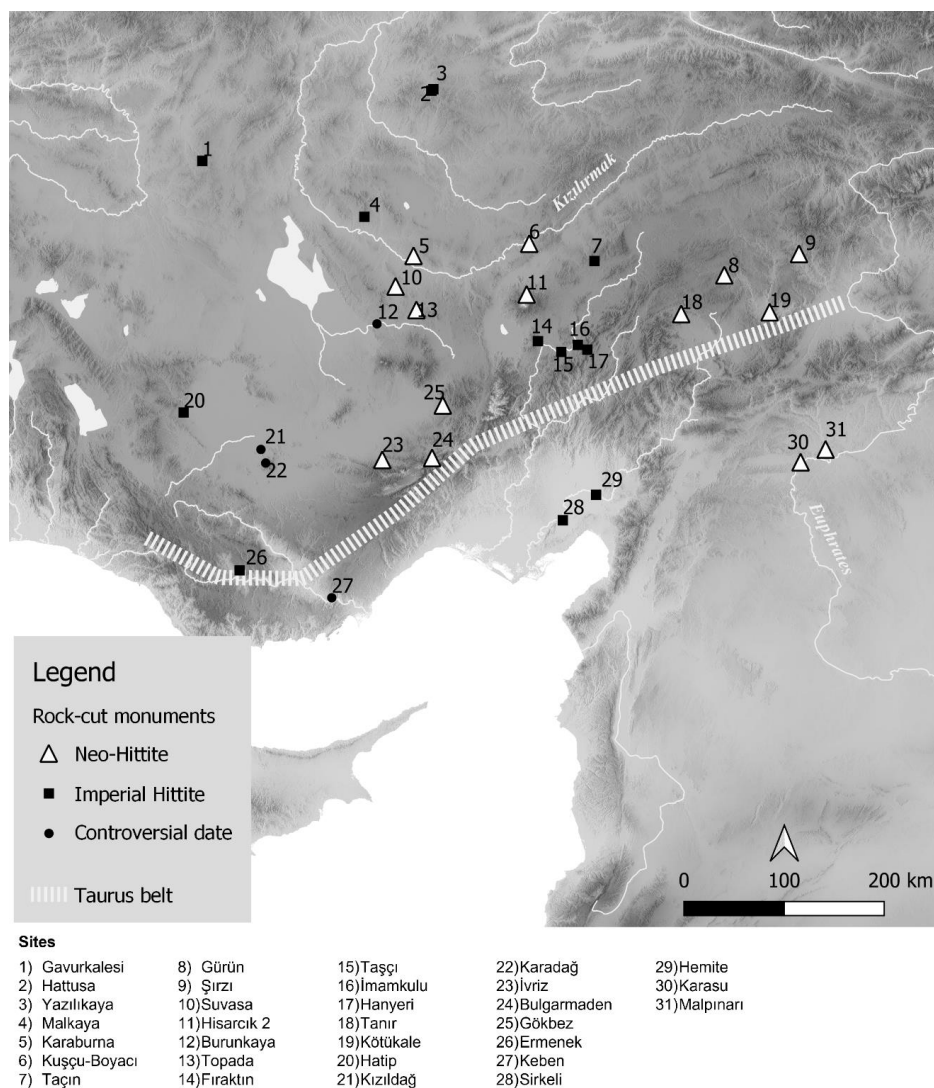 3
2
1
Kızılırmak
4
6
5
7
9
8
10
11
12
13
18
19
14
16
15
17
25
20
21
22
23
24
31
30
29
28
Euphrates
26
27
Legend
Rock-cut monuments
Neo-Hittite
Imperial Hittite
Controversial date
Taurus belt
0 100 200 km
Sites
1) Gavurkalesi
2) Hattusa
3) Yazılıkaya
4) Malkaya
5) Karaburna
6) Kuşçu-Boyacı
7) Taçın
8) Gürün
9) Şırzı
10)Suvasa
11)Hisarcık 2
12)Burunkaya
13)Topada
14)Fıraktın
15)Taşçı
16)İmamkulu
17)Hanyeri
18)Tanır
19)Kötükale
20)Hatip
21)Kızıldağ
22)Karadağ
23)İvriz
24)Bulgarmaden
25)Gökbez
26)Ermenek
27)Keben
28)Sirkeli
29)Hemite
30)Karasu
31)Malpınarı